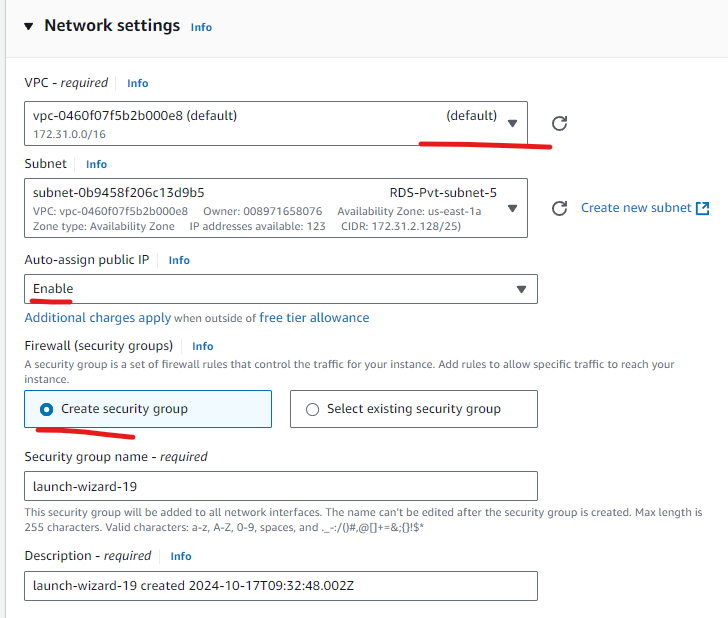 Network settings Info
VPC - required Info
vpc-0460f07f5b2b000e8 (default) (default)
172.31.0.0/16
Subnet Info
subnet-0b9458f206c13d9b5 RDS-Pvt-subnet-5
VPC: vpc-0460f07f5b2b000e8 Owner: 008971658076 Availability Zone: us-east-1a
Zone type: Availability Zone IP addresses available: 123 CIDR: 172.31.2.128/25)
Create new subnet
Auto-assign public IP Info
Enable
Additional charges apply when outside of free tier allowance
Firewall (security groups) Info
A security group is a set of firewall rules that control the traffic for your instance. Add rules to allow specific traffic to reach your
instance.
Create security group Select existing security group
Security group name - required
launch-wizard-19
This security group will be added to all network interfaces. The name can't be edited after the security group is created. Max length is
255 characters. Valid characters: a-z, A-Z, 0-9, spaces, and ._-:/()#,@[]+=&;{}!$*
Description - required Info
launch-wizard-19 created 2024-10-17T09:32:48.002Z